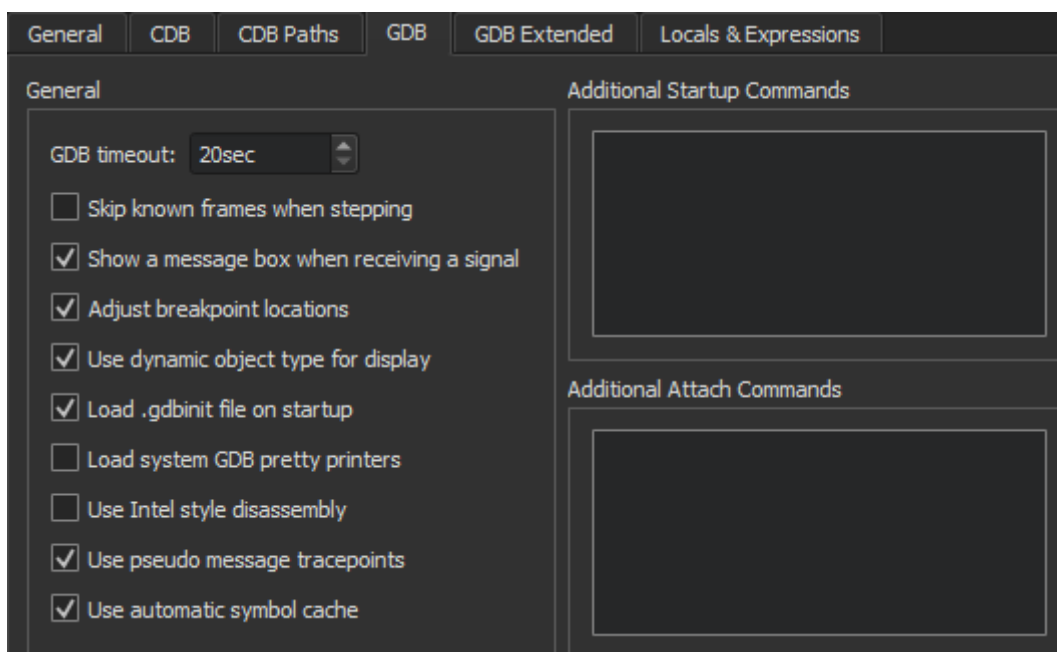 General CDB CDB Paths GDB GDB Extended Locals & Expressions
General
GDB timeout: 20sec
Skip known frames when stepping
Show a message box when receiving a signal
Adjust breakpoint locations
Use dynamic object type for display
Load .gdbinit file on startup
Load system GDB pretty printers
Use Intel style disassembly
Use pseudo message tracepoints
Use automatic symbol cache
Additional Startup Commands
Additional Attach Commands